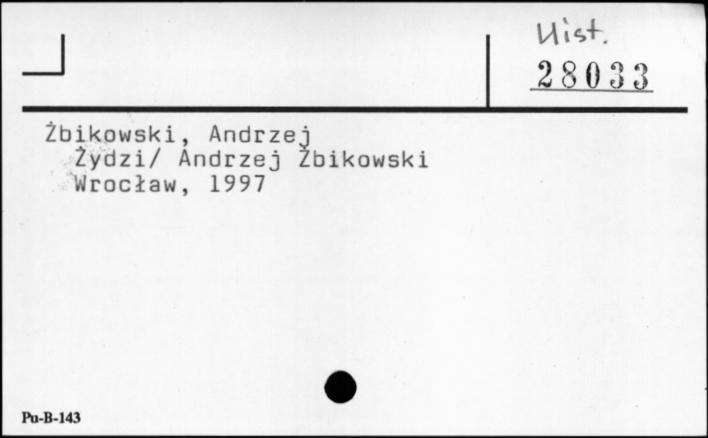 Hist.
28033
Żbikowski, Andrzej
Żydzi/ Andrzej Żbikowski
Wrocław, 1997
Pu-B-143